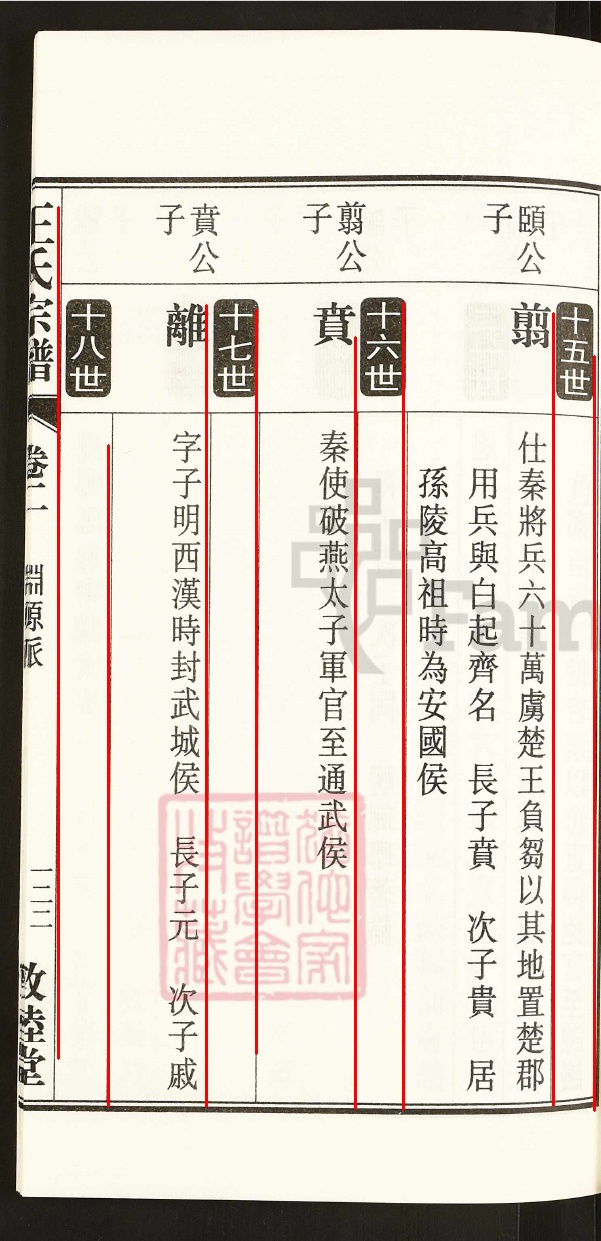 十五世
頤公子
翦
仕秦將兵六十萬虜楚王負芻以其地置楚郡
用兵與白起齊名 長子賁 次子貴 居
孫陵高祖時為安國侯
十六世
翦公子
賁
秦使破燕太子軍官至通武侯
十七世
賁公子
離
字子明西漢時封武城侯 長子元 次子威
十八世
王氏宗譜 卷二 淵源派 一二二 敦睦堂
Fam